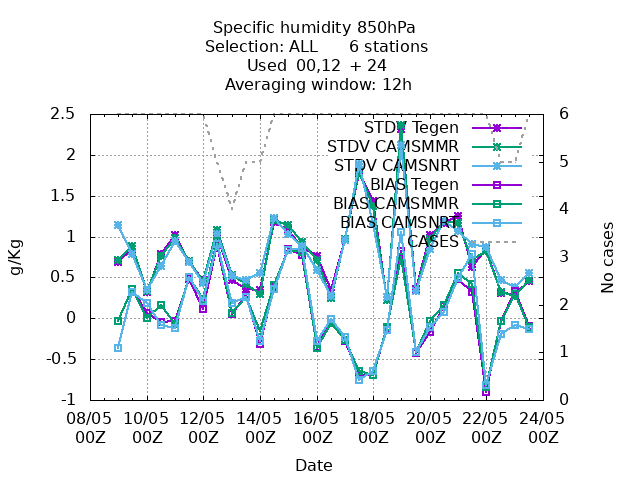 Specific humidity 850hPa
Selection: ALL 6 stations
Used 00,12 + 24
Averaging window: 12h
2.5
2
1.5
1
0.5
0
-0.5
-1
g/Kg
6
5
4
3
2
1
0
No cases
STDV Tegen
STDV CAMSMMR
STDV CAMSNRT
BIAS Tegen
BIAS CAMSMMR
BIAS CAMSNRT
CASES
08/05 10/05 12/05 14/05 16/05 18/05 20/05 22/05 24/05
00Z 00Z 00Z 00Z 00Z 00Z 00Z 00Z 00Z
Date